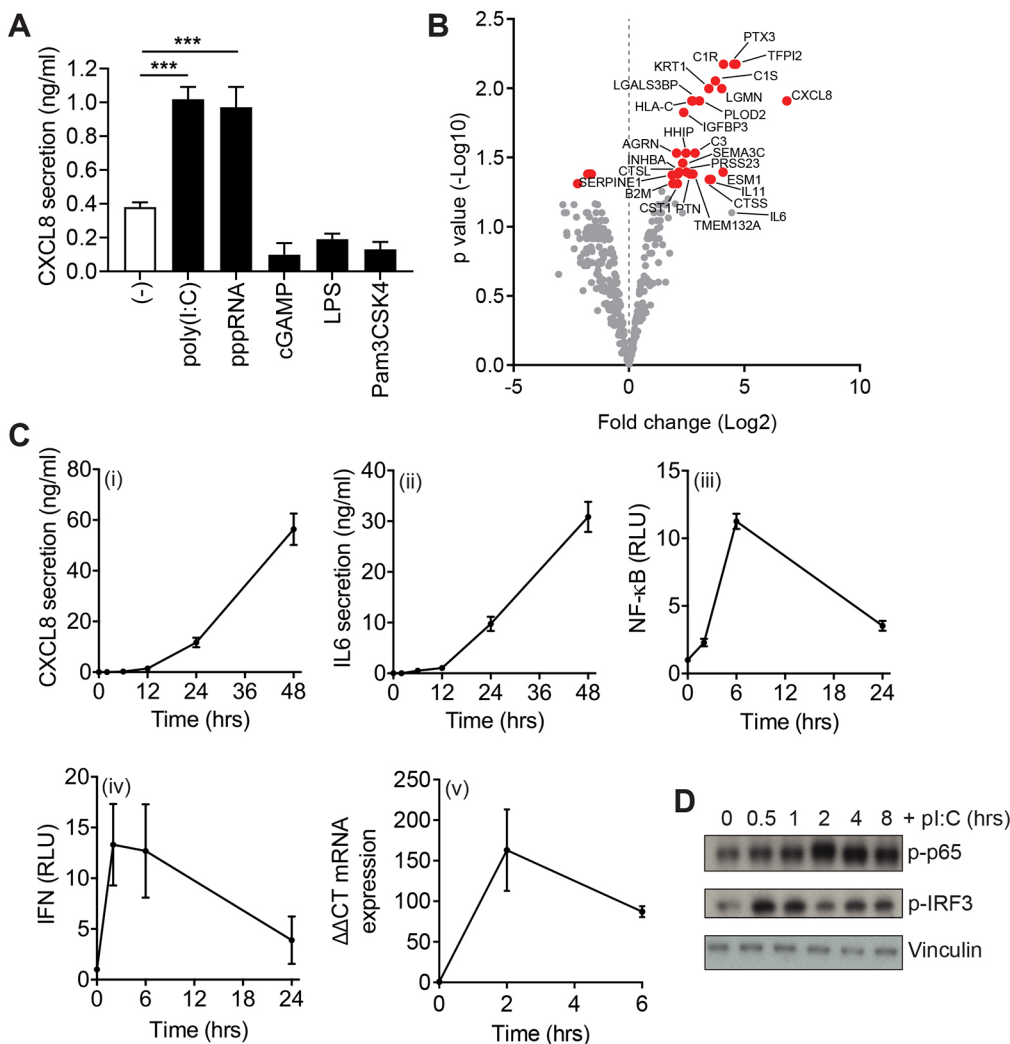 A
CXCL8 secretion (ng/ml)
***
***
1.2
1.0
0.8
0.6
0.4
0.2
0.0
(-)
poly(I:C)
pppRNA
cGAMP
LPS
Pam3CSK4
B
p value (-Log10)
2.5
2.0
1.5
1.0
0.5
0.0
-5
0
5
10
Fold change (Log2)
PTX3
C1R
TFPI2
KRT1
C1S
LGALS3BP
LGMN
CXCL8
HLA-C
PLOD2
IGFBP3
HHIP
AGRN
C3
SEMA3C
INHBA
PRSS23
CTSL
SERPINE1
ESM1
B2M
IL11
CTSS
CST1
PTN
IL6
TMEM132A
C
(i)
CXCL8 secretion (ng/ml)
80
60
40
20
0
0
12
24
36
48
Time (hrs)
(ii)
IL6 secretion (ng/ml)
40
30
20
10
0
0
12
24
36
48
Time (hrs)
(iii)
NF-κB (RLU)
15
10
5
0
0
6
12
18
24
Time (hrs)
(iv)
IFN (RLU)
20
15
10
5
0
0
6
12
18
24
Time (hrs)
(v)
ΔΔCT mRNA
expression
250
200
150
100
50
0
0
2
4
6
Time (hrs)
D
0 0.5 1 2 4 8 + pI:C (hrs)
p-p65
p-IRF3
Vinculin